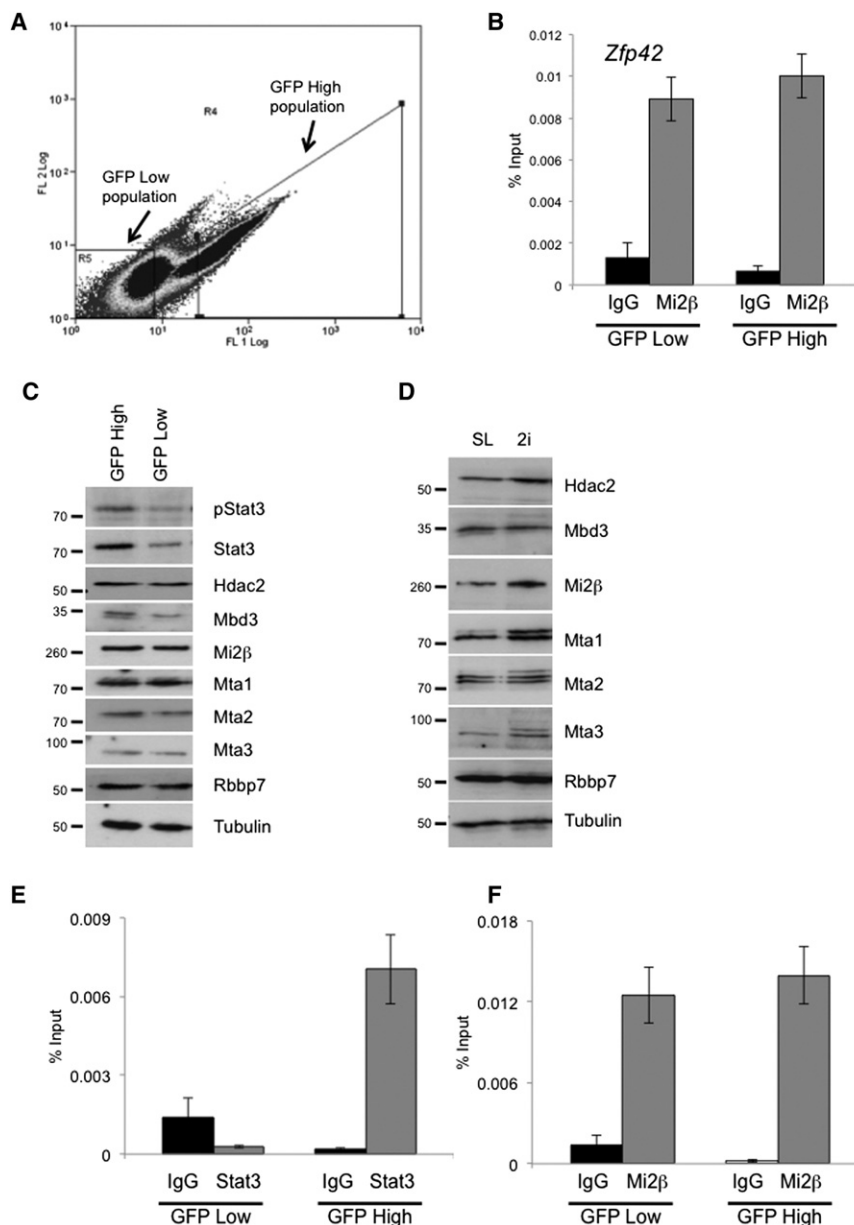 A
10⁴
10³
10²
10¹
10⁰
FL 2 Log
GFP High
population
R4
GFP Low
population
R5
10⁰ 10¹ 10² 10³ 10⁴
FL 1 Log
B
Zfp42
0.012
0.01
0.008
0.006
0.004
0.002
0
% Input
IgG Mi2β IgG Mi2β
GFP Low GFP High
C
GFP High
GFP Low
70 pStat3
70 Stat3
50 Hdac2
35 Mbd3
260 Mi2β
70 Mta1
70 Mta2
100 Mta3
50 Rbbp7
50 Tubulin
D
SL 2i
50 Hdac2
35 Mbd3
260 Mi2β
70 Mta1
70 Mta2
100 Mta3
50 Rbbp7
50 Tubulin
E
0.009
0.006
0.003
0
% Input
IgG Stat3 IgG Stat3
GFP Low GFP High
F
0.018
0.012
0.006
0
% Input
IgG Mi2β IgG Mi2β
GFP Low GFP High